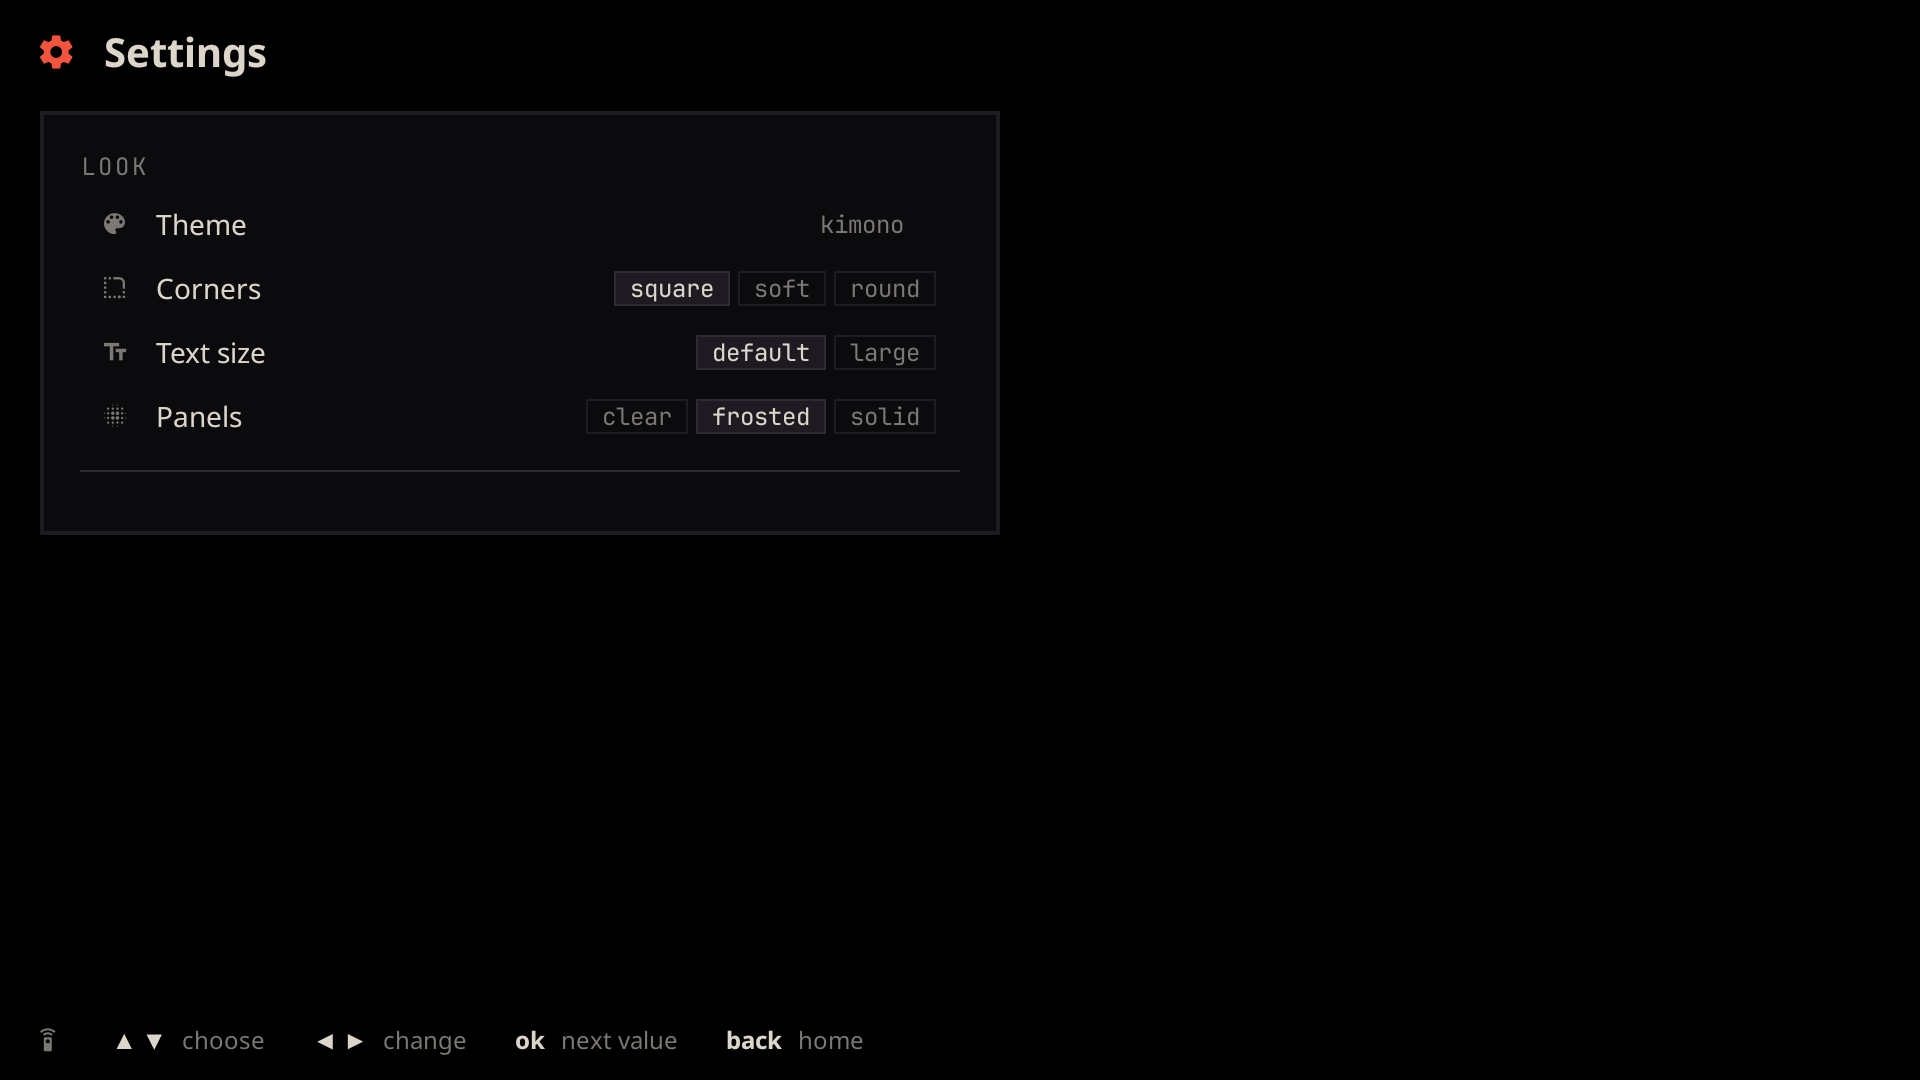 Settings
LOOK
Theme kimono
Corners square soft round
Text size default large
Panels clear frosted solid
▲ ▼ choose ◀ ▶ change ok next value back home